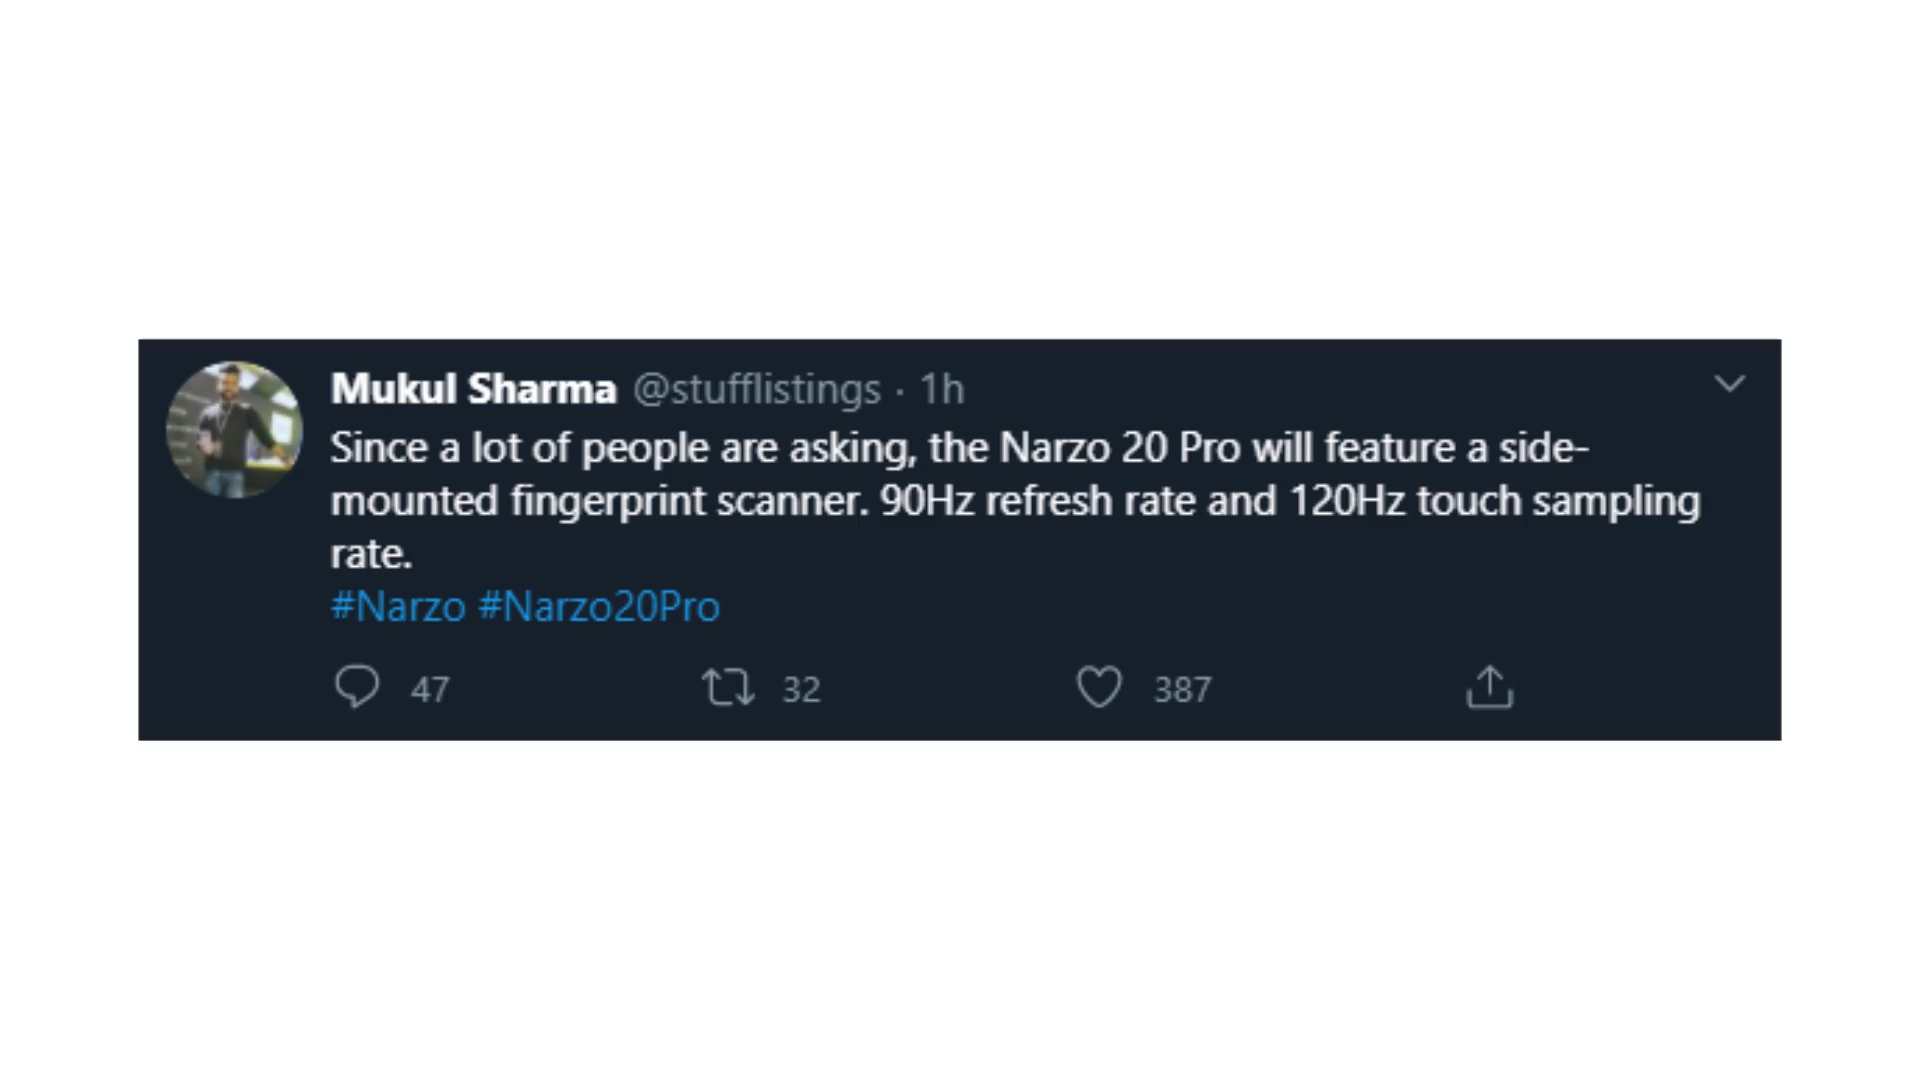 Mukul Sharma @stufflistings · 1h
Since a lot of people are asking, the Narzo 20 Pro will feature a side-
mounted fingerprint scanner. 90Hz refresh rate and 120Hz touch sampling
rate.
#Narzo #Narzo20Pro
47 32 387